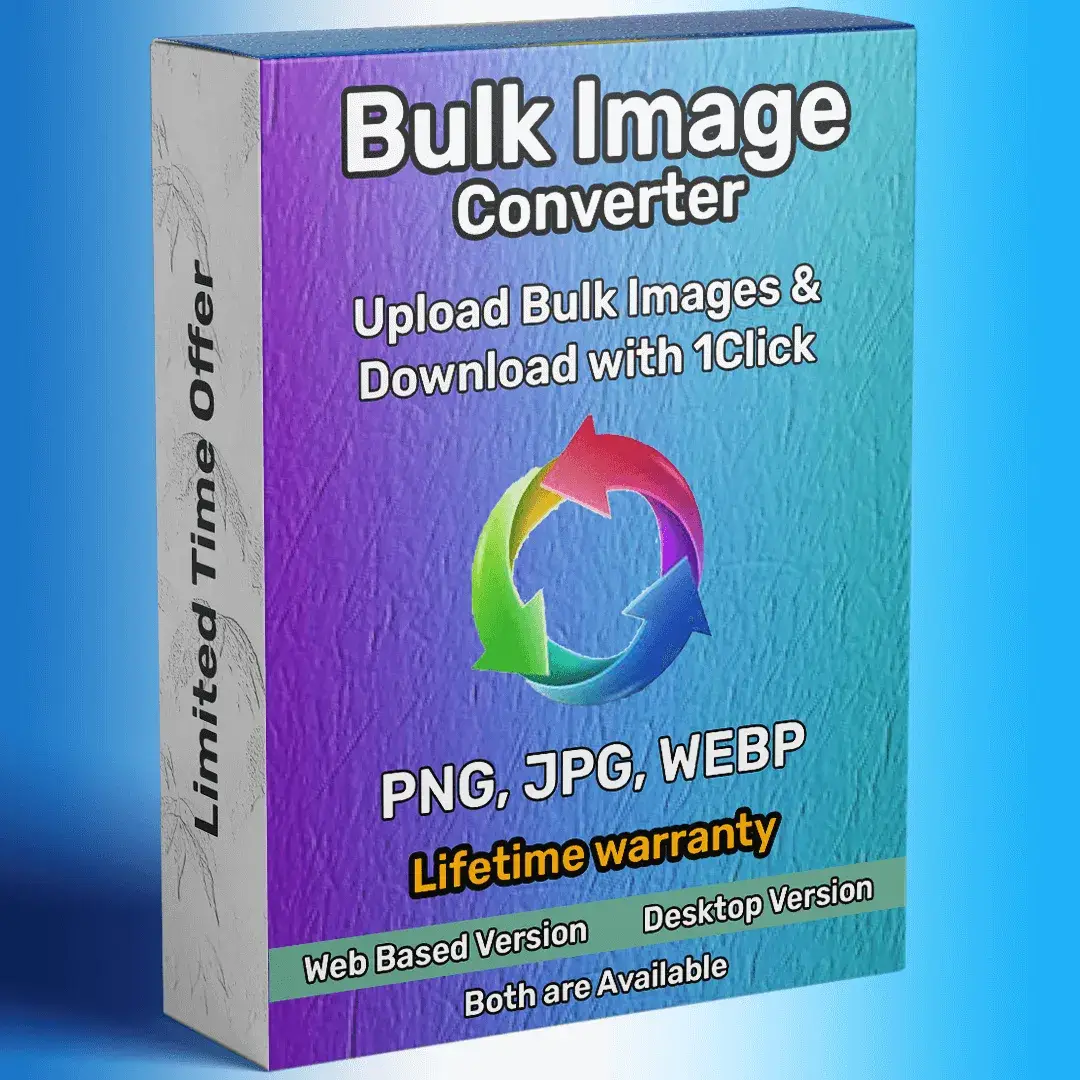 Bulk Image
Converter
Upload Bulk Images &
Download with 1Click
PNG, JPG, WEBP
Lifetime warranty
Web Based Version
Desktop Version
Both are Available
Limited Time Offer